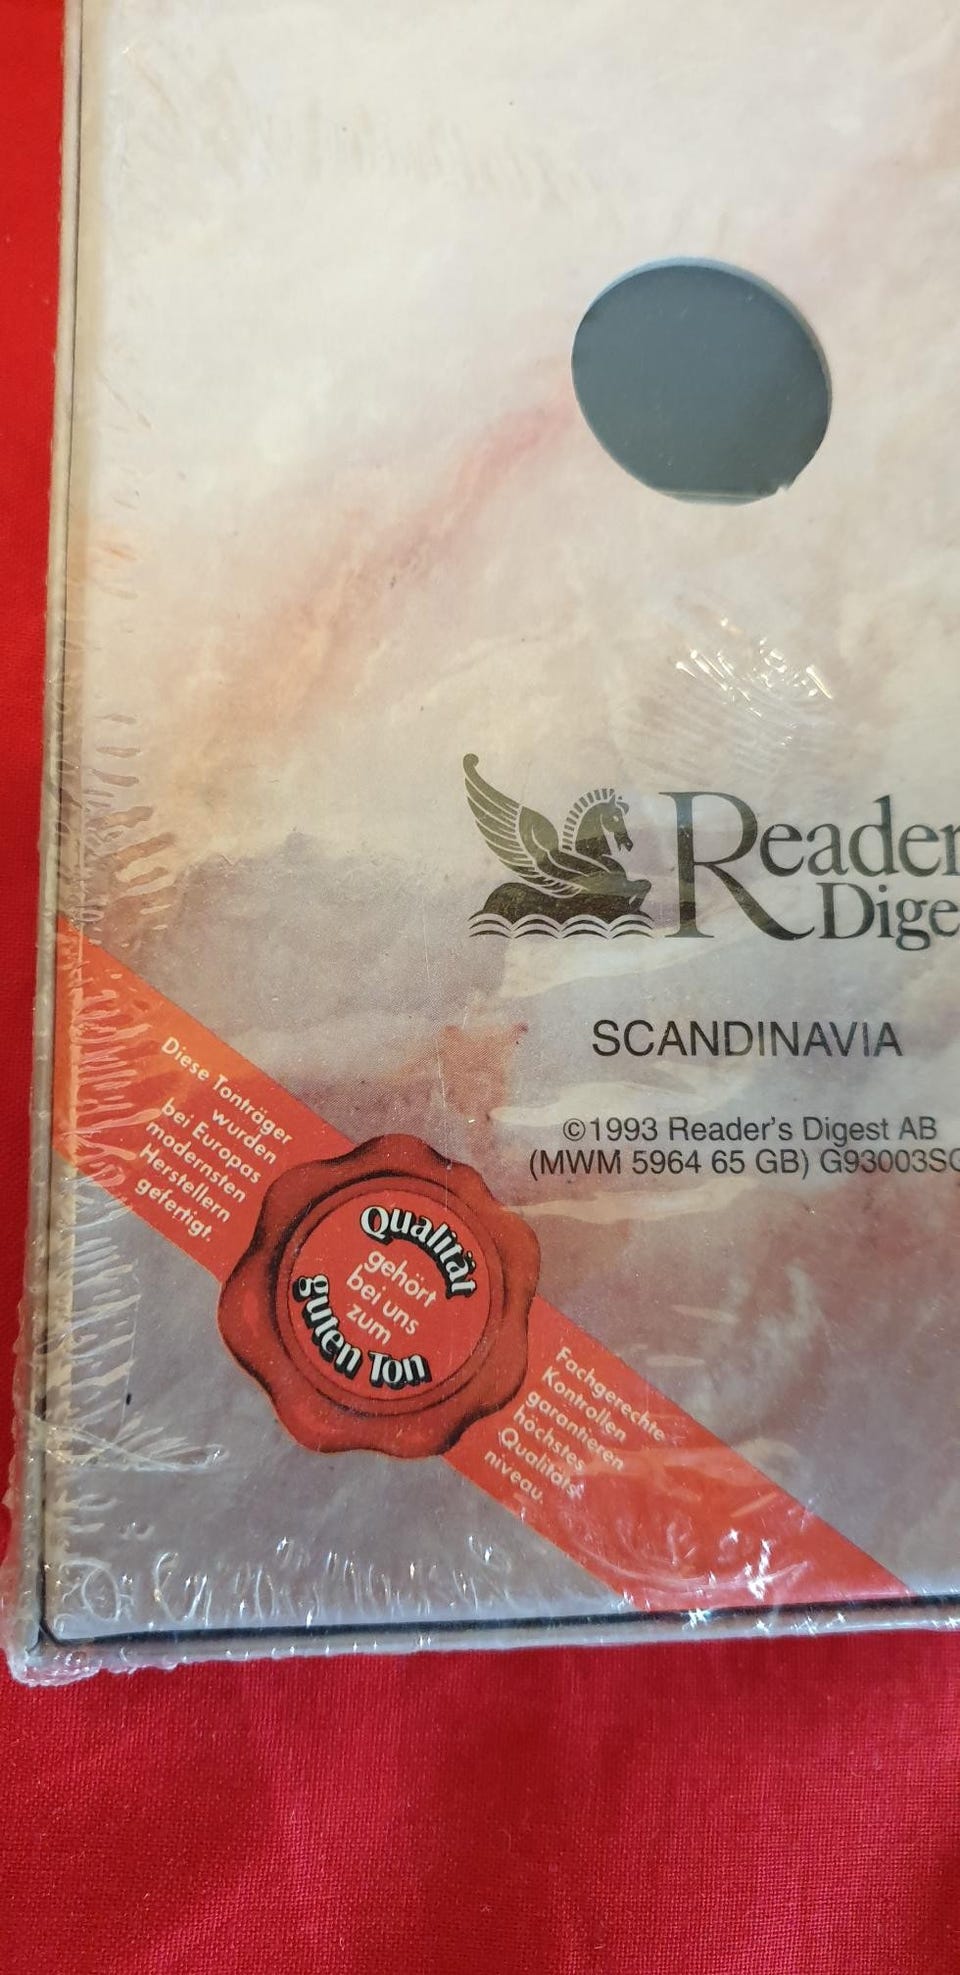 Reader
Dige
SCANDINAVIA
©1993 Reader's Digest AB
(MWM 5964 65 GB) G93003SC
Diese Tonträger
wurden
bei Europas
modernsten
Herstellern
gefertigt.
Qualität
gehört
bei uns
zum
guten Ton
Fachgerechte
Kontrollen
garantieren
höchstes
Qualitäts-
niveau.